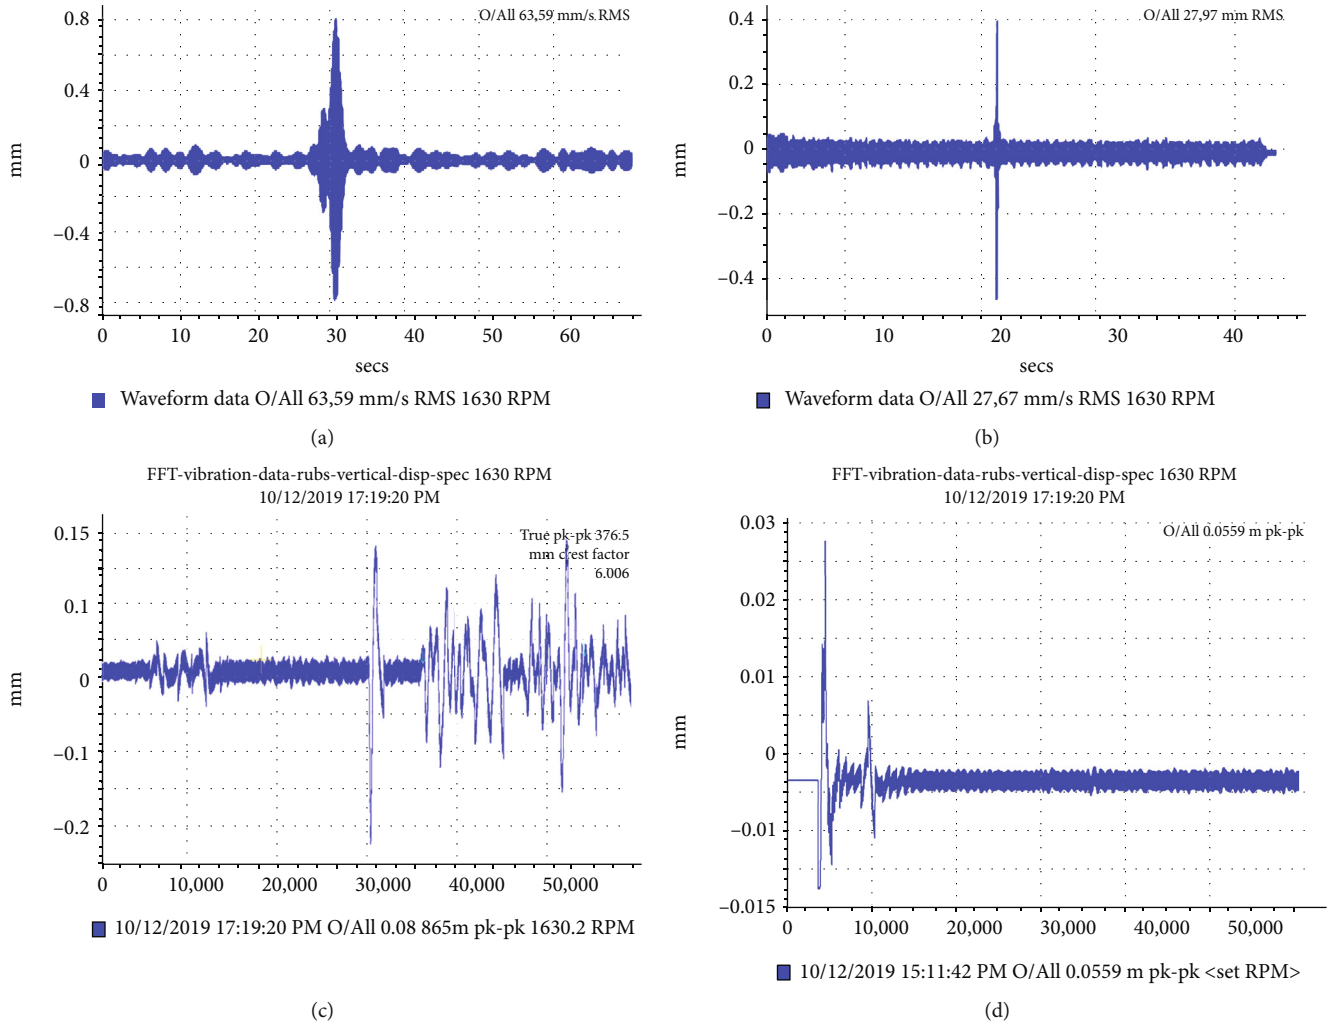 O/All 63,59 mm/s RMS
0.8
0.4
0
−0.4
−0.8
mm
0 10 20 30 40 50 60
secs
Waveform data O/All 63,59 mm/s RMS 1630 RPM
(a)
O/All 27,97 mm RMS
0.4
0.2
0
−0.2
−0.4
mm
0 10 20 30 40
secs
Waveform data O/All 27,67 mm/s RMS 1630 RPM
(b)
FFT-vibration-data-rubs-vertical-disp-spec 1630 RPM
10/12/2019 17:19:20 PM
True pk-pk 376:5
mm crest factor
6.006
0.15
0.1
0
−0.1
−0.2
mm
0 10,000 20,000 30,000 40,000 50,000
10/12/2019 17:19:20 PM O/All 0.08 865m pk-pk 1630.2 RPM
(c)
FFT-vibration-data-rubs-vertical-disp-spec 1630 RPM
10/12/2019 17:19:20 PM
O/All 0.0559 m pk-pk
0.03
0.02
0.01
0
−0.01
−0.015
mm
0 10,000 20,000 30,000 40,000 50,000
10/12/2019 15:11:42 PM O/All 0.0559 m pk-pk <set RPM>
(d)